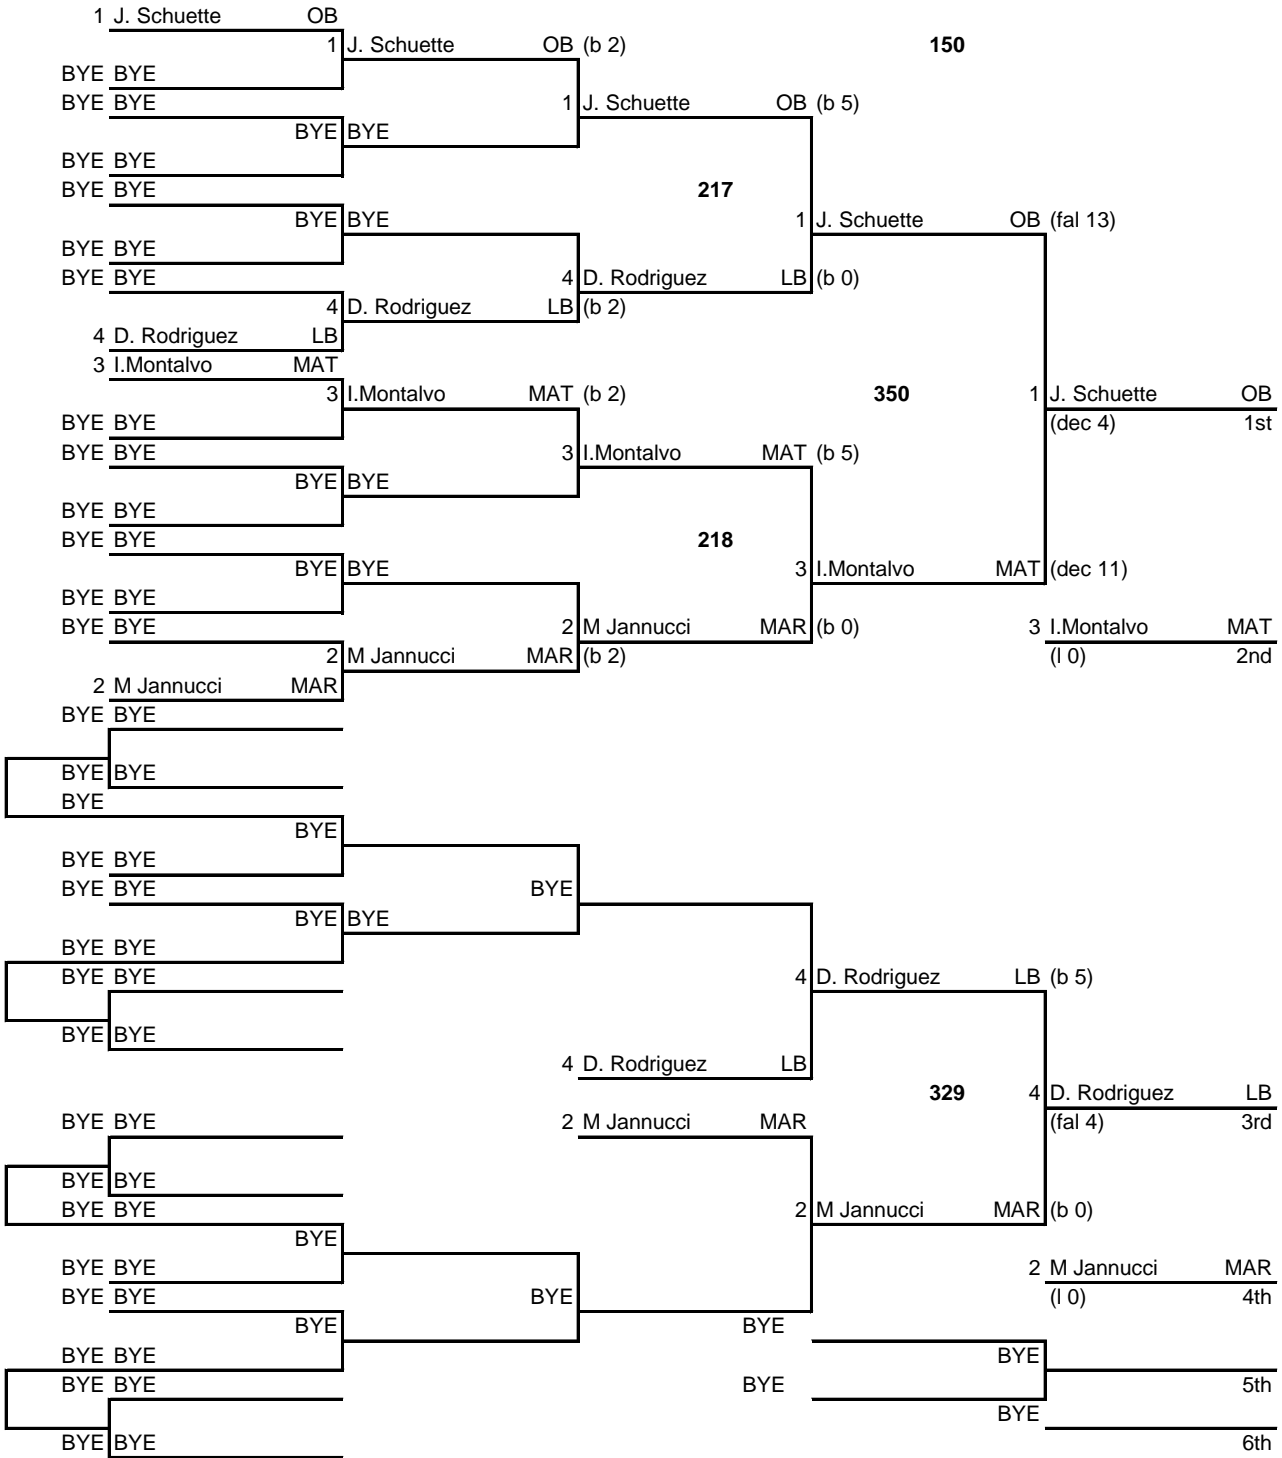 1 J. Schuette OB
1 J. Schuette OB (b 2) 150
BYE BYE
BYE BYE 1 J. Schuette OB (b 5)
BYE BYE
BYE BYE
BYE BYE 217
BYE BYE 1 J. Schuette OB (fal 13)
BYE BYE
BYE BYE 4 D. Rodriguez LB (b 0)
4 D. Rodriguez LB (b 2)
4 D. Rodriguez LB
3 I.Montalvo MAT
3 I.Montalvo MAT (b 2) 350 1 J. Schuette OB
BYE BYE (dec 4) 1st
BYE BYE 3 I.Montalvo MAT (b 5)
BYE BYE
BYE BYE
BYE BYE 218
BYE BYE 3 I.Montalvo MAT (dec 11)
BYE BYE
BYE BYE 2 M Jannucci MAR (b 0) 3 I.Montalvo MAT
2 M Jannucci MAR (b 2) (l 0) 2nd
2 M Jannucci MAR
BYE BYE
BYE BYE
BYE
BYE
BYE BYE
BYE BYE BYE
BYE BYE
BYE BYE
BYE BYE 4 D. Rodriguez LB (b 5)
BYE BYE
4 D. Rodriguez LB
329 4 D. Rodriguez LB
BYE BYE 2 M Jannucci MAR (fal 4) 3rd
BYE BYE
BYE BYE 2 M Jannucci MAR (b 0)
BYE
BYE BYE 2 M Jannucci MAR
BYE BYE BYE (l 0) 4th
BYE BYE
BYE BYE BYE
BYE BYE BYE 5th
BYE
BYE BYE 6th